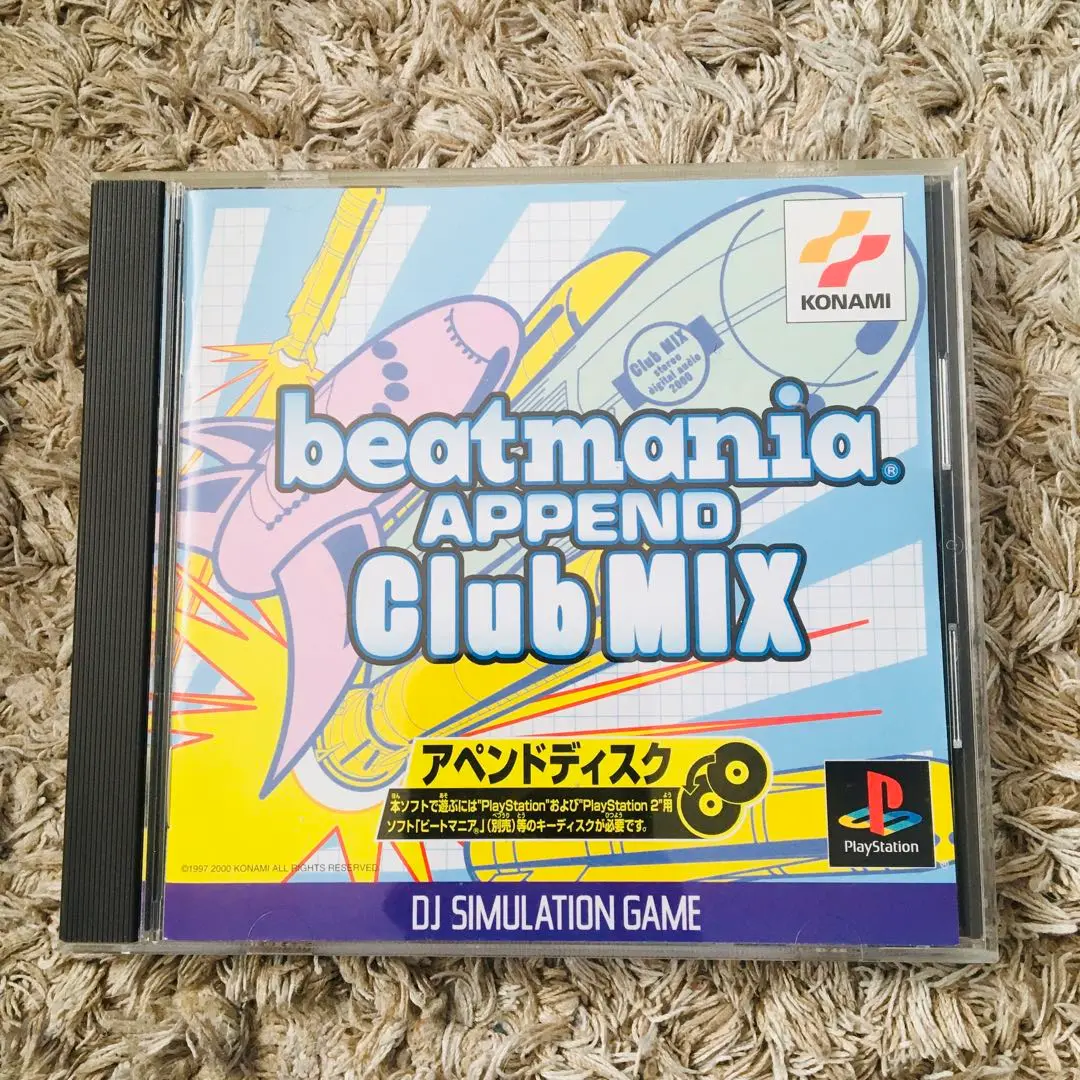 KONAMI
Club MIX
stereo
digital audio
2000
beatmania®
APPEND
Club MIX
アペンドディスク
本ソフトで遊ぶには"PlayStation"および"PlayStation 2"用
ソフト「ビートマニア®」(別売)等のキーディスクが必要です。
PlayStation
©1997 2000 KONAMI ALL RIGHTS RESERVED.
DJ SIMULATION GAME